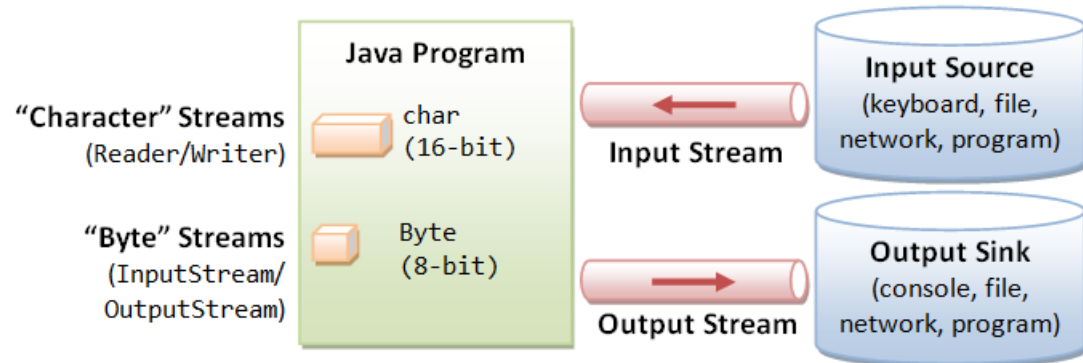 “Character” Streams
(Reader/Writer)
“Byte” Streams
(InputStream/
OutputStream)
Java Program
char
(16-bit)
Byte
(8-bit)
Input Stream
Output Stream
Input Source
(keyboard, file,
network, program)
Output Sink
(console, file,
network, program)